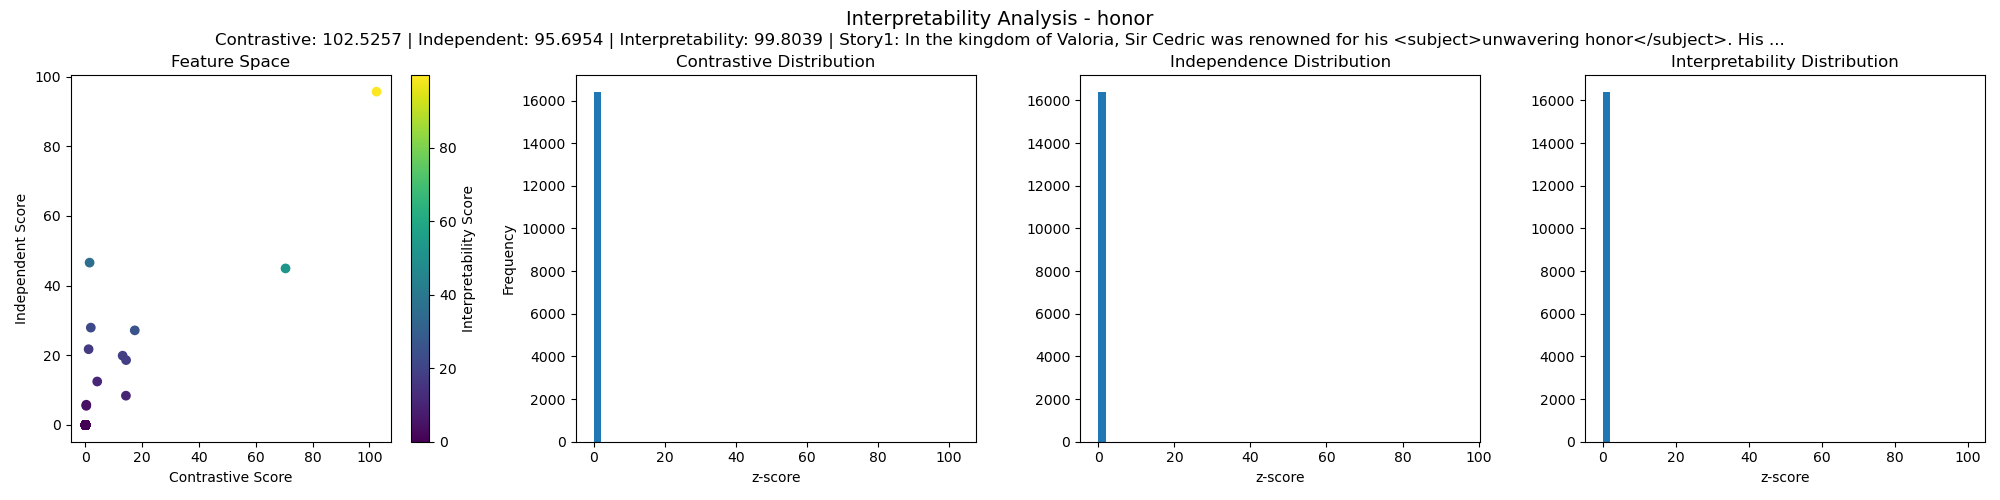 Interpretability Analysis - honor
Contrastive: 102.5257 | Independent: 95.6954 | Interpretability: 99.8039 | Story1: In the kingdom of Valoria, Sir Cedric was renowned for his <subject>unwavering honor</subject>. His ...
Feature Space
100
80
60
40
20
0
Independent Score
0 20 40 60 80 100
Contrastive Score
80
60
40
20
0
Interpretability Score
Contrastive Distribution
16000
14000
12000
10000
8000
6000
4000
2000
0
Frequency
0 20 40 60 80 100
z-score
Independence Distribution
16000
14000
12000
10000
8000
6000
4000
2000
0
0 20 40 60 80 100
z-score
Interpretability Distribution
16000
14000
12000
10000
8000
6000
4000
2000
0
0 20 40 60 80 100
z-score